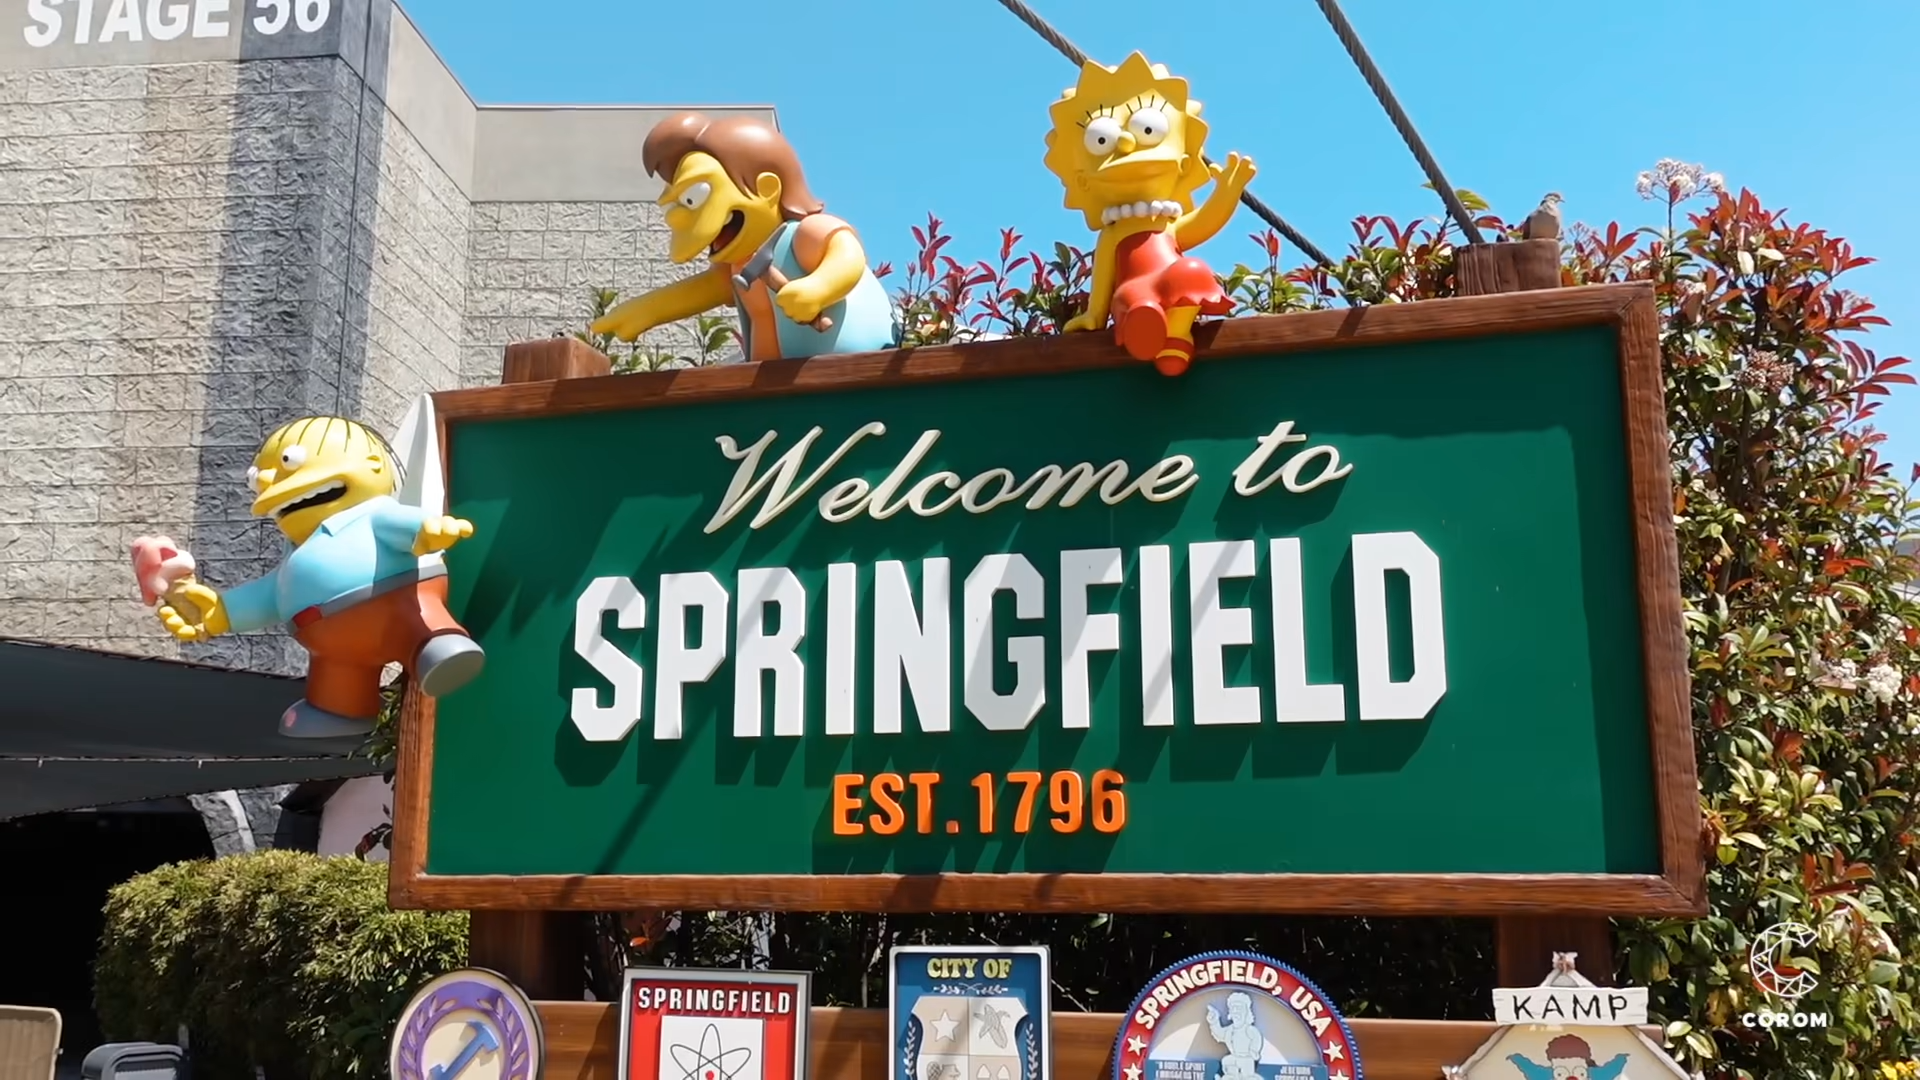 STAGE 56
Welcome to
SPRINGFIELD
EST. 1796
SPRINGFIELD
CITY OF
SPRINGFIELD, USA
KAMP
COROM